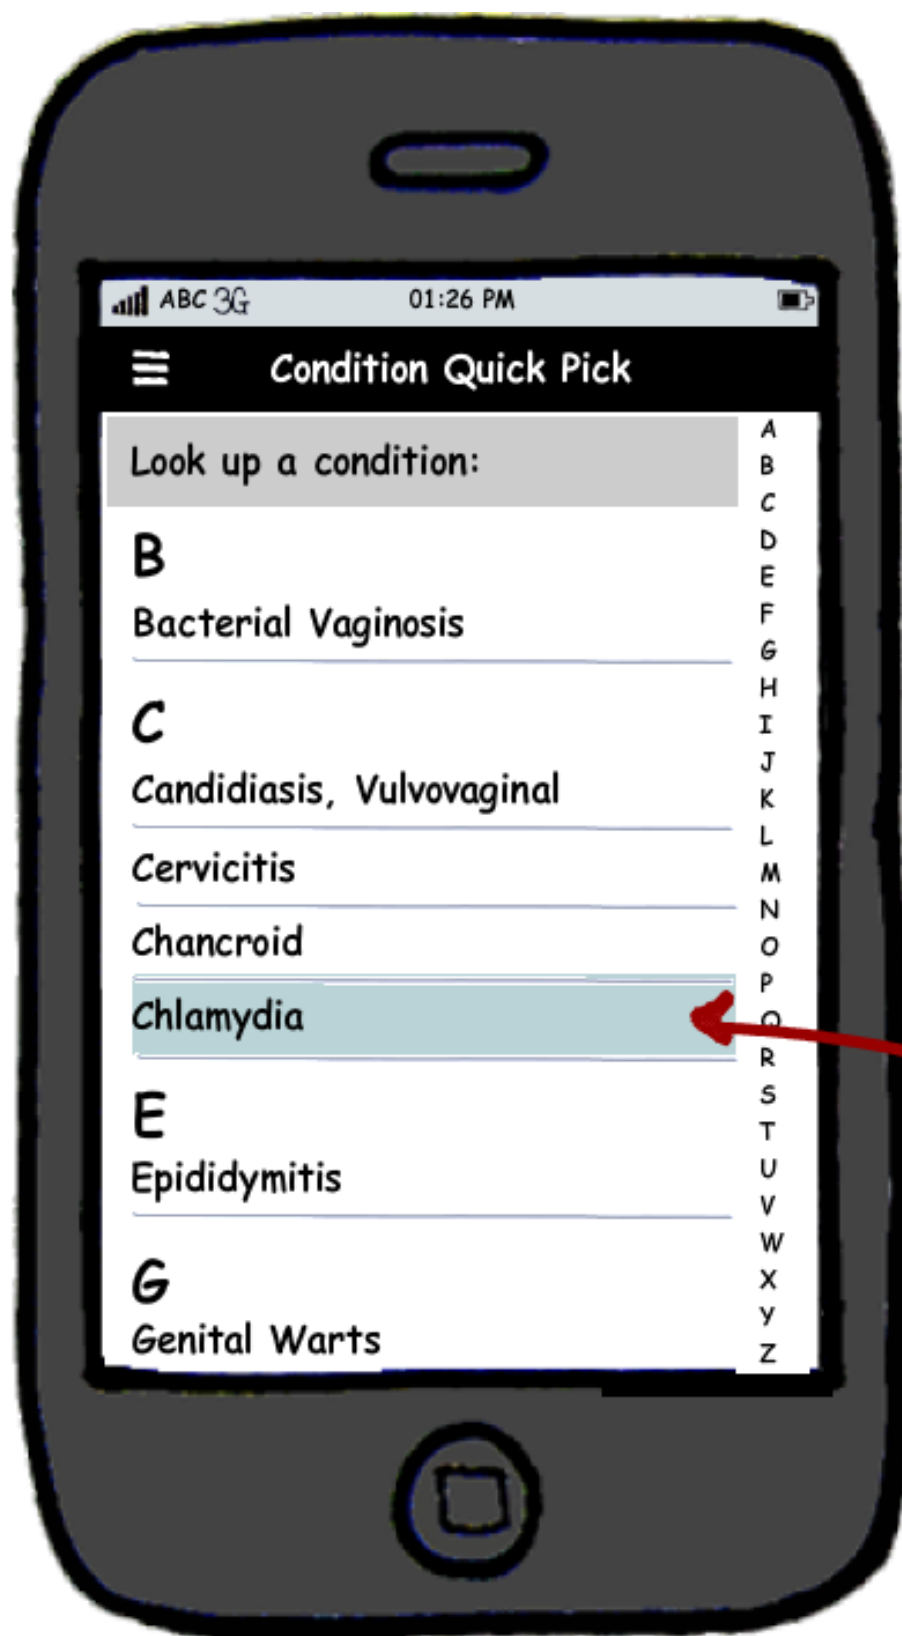 ABC 3G 01:26 PM
Condition Quick Pick
Look up a condition:
B
Bacterial Vaginosis
C
Candidiasis, Vulvovaginal
Cervicitis
Chancroid
Chlamydia
E
Epididymitis
G
Genital Warts
A
B
C
D
E
F
G
H
I
J
K
L
M
N
O
P
Q
R
S
T
U
V
W
X
Y
Z